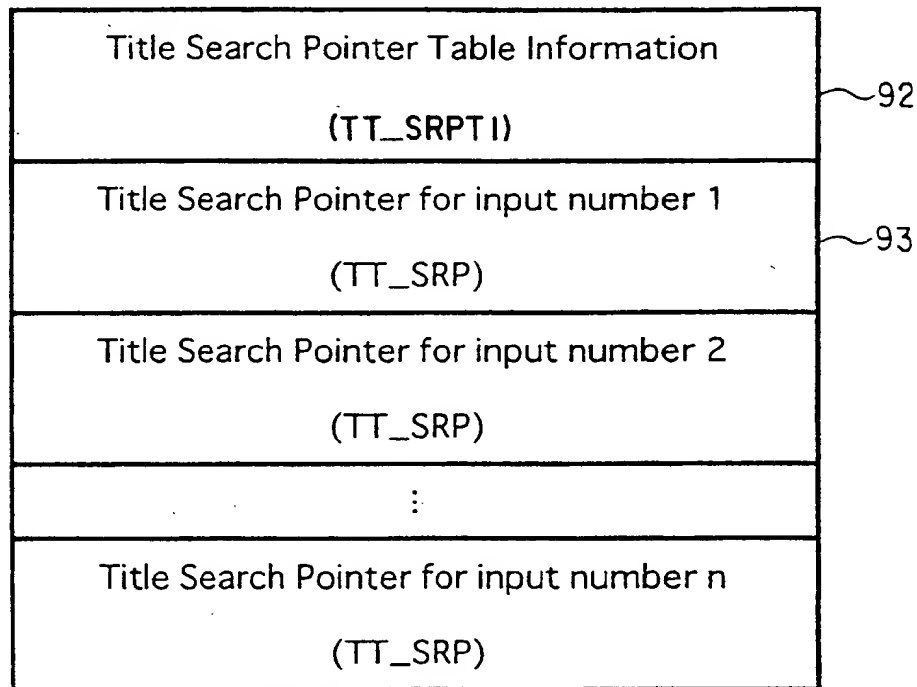 Title Search Pointer Table Information
(TT_SRPTI)
92
Title Search Pointer for input number 1
(TT_SRP)
93
Title Search Pointer for input number 2
(TT_SRP)
⋮
Title Search Pointer for input number n
(TT_SRP)